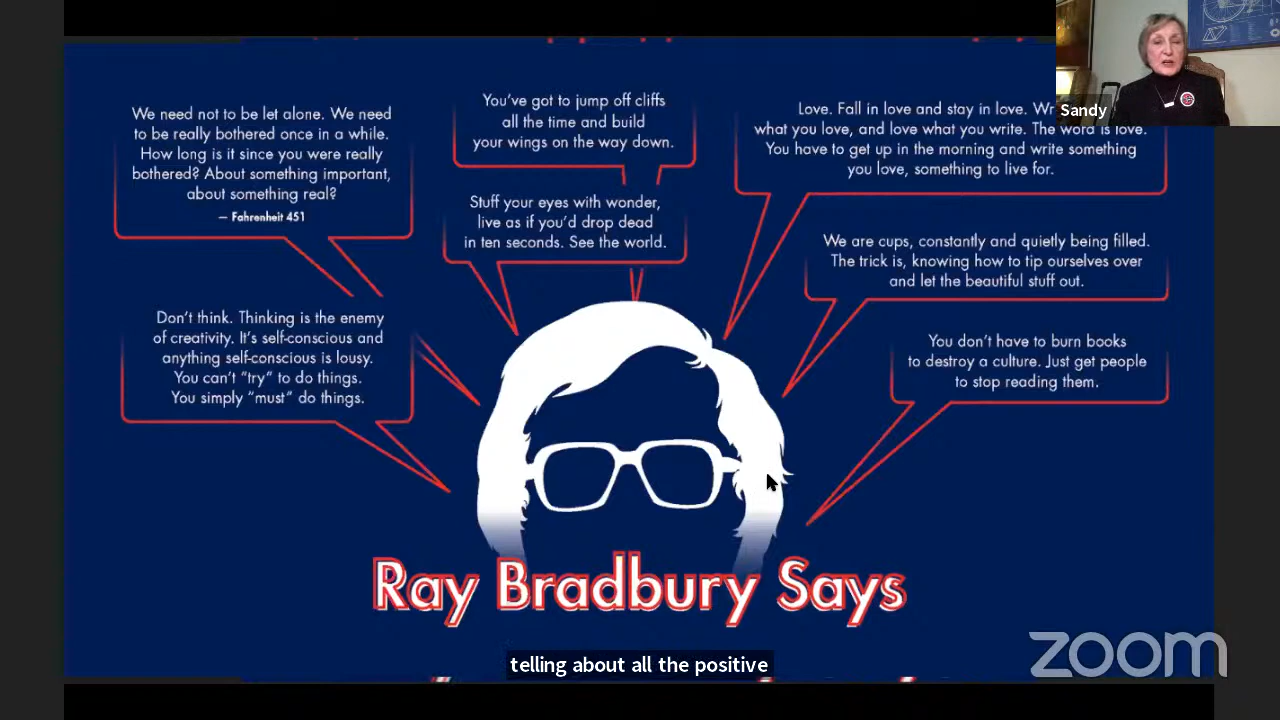 We need not to be let alone. We need
to be really bothered once in a while.
How long is it since you were really
bothered? About something important,
about something real?
— Fahrenheit 451
You've got to jump off cliffs
all the time and build
your wings on the way down.
Love. Fall in love and stay in love.
what you love, and love what you write. The word is love.
You have to get up in the morning and write something
you love, something to live for.
Sandy
Stuff your eyes with wonder,
live as if you'd drop dead
in ten seconds. See the world.
We are cups, constantly and quietly being filled.
The trick is, knowing how to tip ourselves over
and let the beautiful stuff out.
Don't think. Thinking is the enemy
of creativity. It's self-conscious and
anything self-conscious is lousy.
You can't "try" to do things.
You simply "must" do things.
You don't have to burn books
to destroy a culture. Just get people
to stop reading them.
Ray Bradbury Says
telling about all the positive
zoom